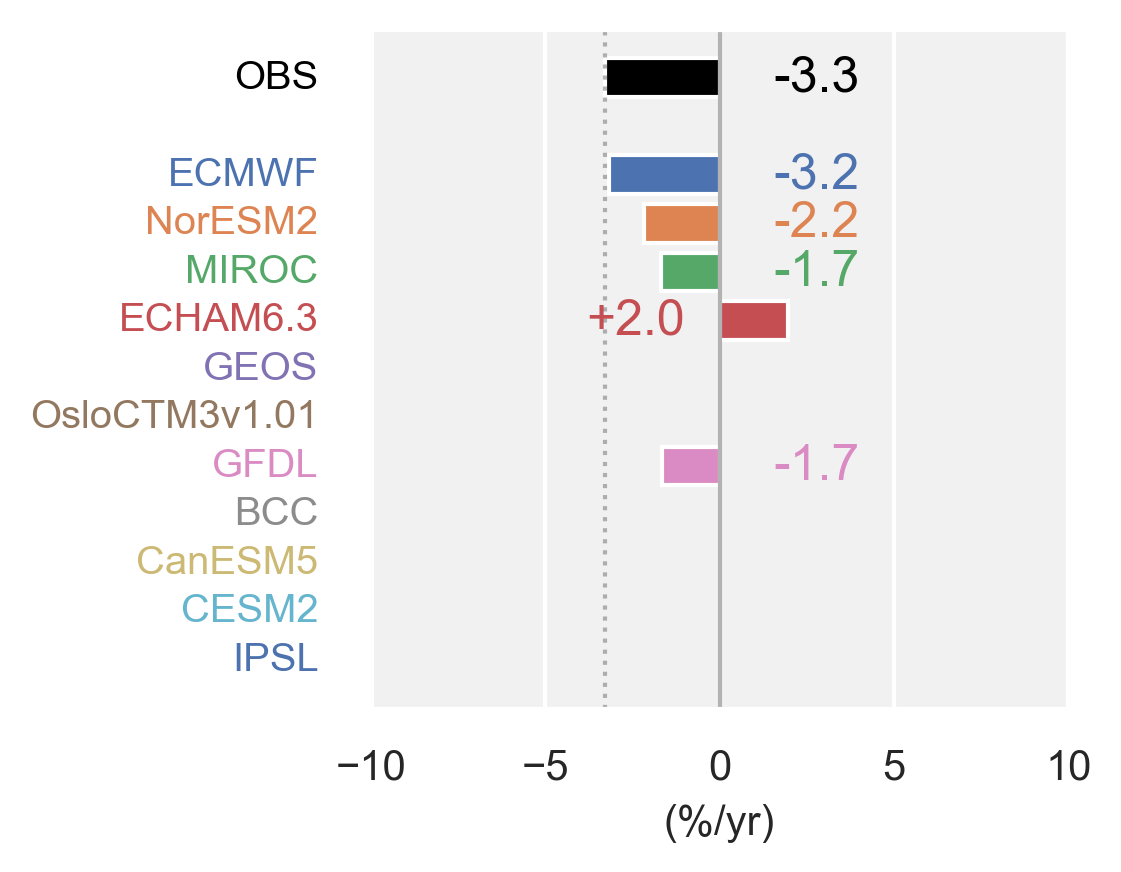 OBS -3.3
ECMWF -3.2
NorESM2 -2.2
MIROC -1.7
ECHAM6.3 +2.0
GEOS
OsloCTM3v1.01
GFDL -1.7
BCC
CanESM5
CESM2
IPSL
−10 −5 0 5 10
(%/yr)